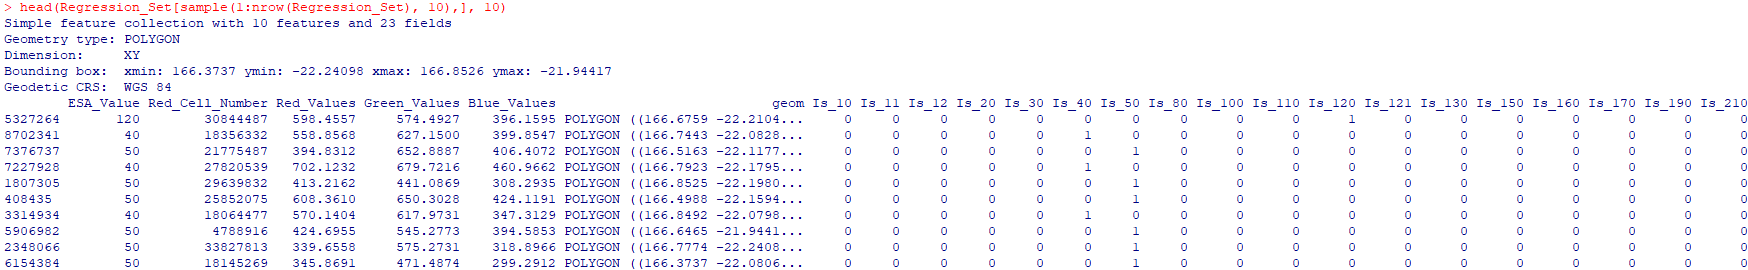 > head(Regression_Set[sample(1:nrow(Regression_Set), 10),], 10)
Simple feature collection with 10 features and 23 fields
Geometry type: POLYGON
Dimension:     XY
Bounding box:  xmin: 166.3737 ymin: -22.24098 xmax: 166.8526 ymax: -21.94417
Geodetic CRS:  WGS 84
ESA_Value Red_Cell_Number Red_Values Green_Values Blue_Values geom Is_10 Is_11 Is_12 Is_20 Is_30 Is_40 Is_50 Is_80 Is_100 Is_110 Is_120 Is_121 Is_130 Is_150 Is_160 Is_170 Is_190 Is_210
5327264 120 30844487 598.4557 574.4927 396.1595 POLYGON ((166.6759 -22.2104... 0 0 0 0 0 0 0 0 0 0 1 0 0 0 0 0 0 0
8702341 40 18356332 558.8568 627.1500 399.8547 POLYGON ((166.7443 -22.0828... 0 0 0 0 0 1 0 0 0 0 0 0 0 0 0 0 0 0
7376737 50 21775487 394.8312 652.8887 406.4072 POLYGON ((166.5163 -22.1177... 0 0 0 0 0 0 1 0 0 0 0 0 0 0 0 0 0 0
7227928 40 27820539 702.1232 679.7216 460.9662 POLYGON ((166.7923 -22.1795... 0 0 0 0 0 1 0 0 0 0 0 0 0 0 0 0 0 0
1807305 50 29639832 413.2162 441.0869 308.2935 POLYGON ((166.8525 -22.1980... 0 0 0 0 0 0 1 0 0 0 0 0 0 0 0 0 0 0
408435 50 25852075 608.3610 650.3028 424.1191 POLYGON ((166.4988 -22.1594... 0 0 0 0 0 0 1 0 0 0 0 0 0 0 0 0 0 0
3314934 40 18064477 570.1404 617.9731 347.3129 POLYGON ((166.8492 -22.0798... 0 0 0 0 0 1 0 0 0 0 0 0 0 0 0 0 0 0
5906982 50 4788916 424.6955 545.2773 394.5853 POLYGON ((166.6465 -21.9441... 0 0 0 0 0 0 1 0 0 0 0 0 0 0 0 0 0 0
2348066 50 33827813 339.6558 575.2731 318.8966 POLYGON ((166.7774 -22.2408... 0 0 0 0 0 0 1 0 0 0 0 0 0 0 0 0 0 0
6154384 50 18145269 345.8691 471.4874 299.2912 POLYGON ((166.3737 -22.0806... 0 0 0 0 0 0 1 0 0 0 0 0 0 0 0 0 0 0